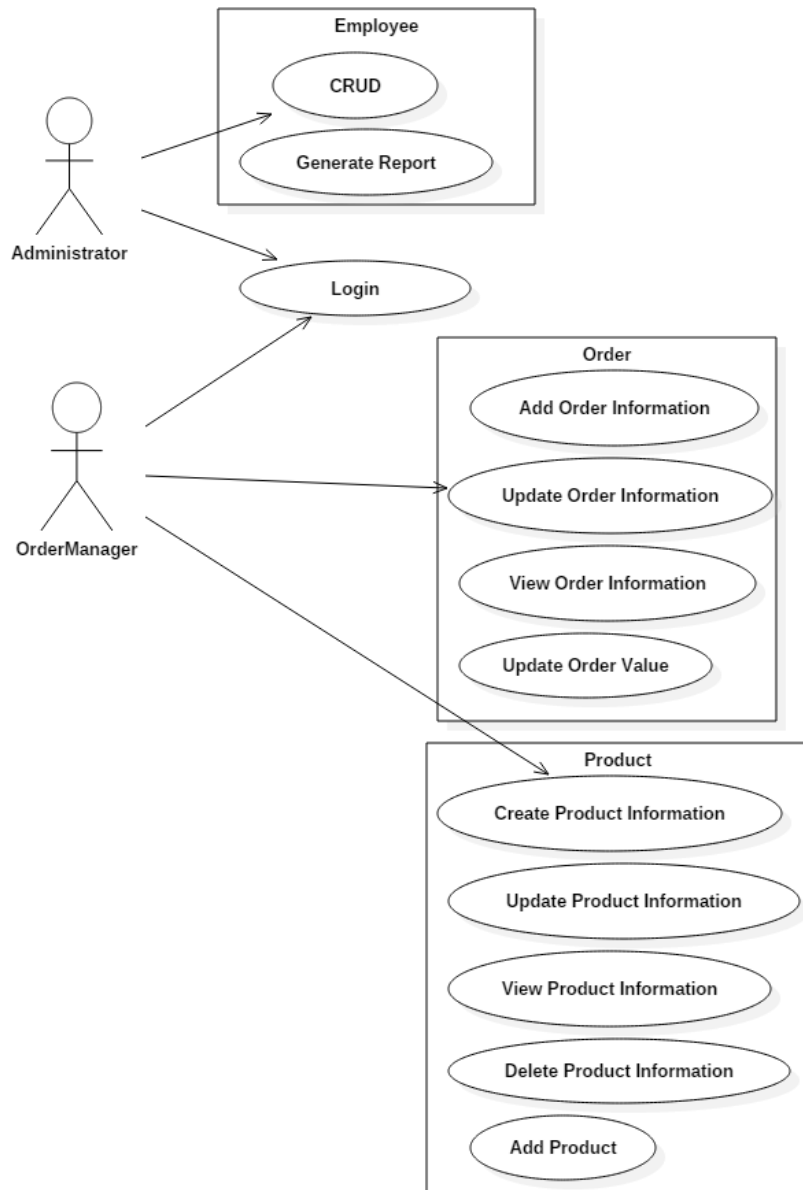 Employee
CRUD
Generate Report
Administrator
Login
OrderManager
Order
Add Order Information
Update Order Information
View Order Information
Update Order Value
Product
Create Product Information
Update Product Information
View Product Information
Delete Product Information
Add Product